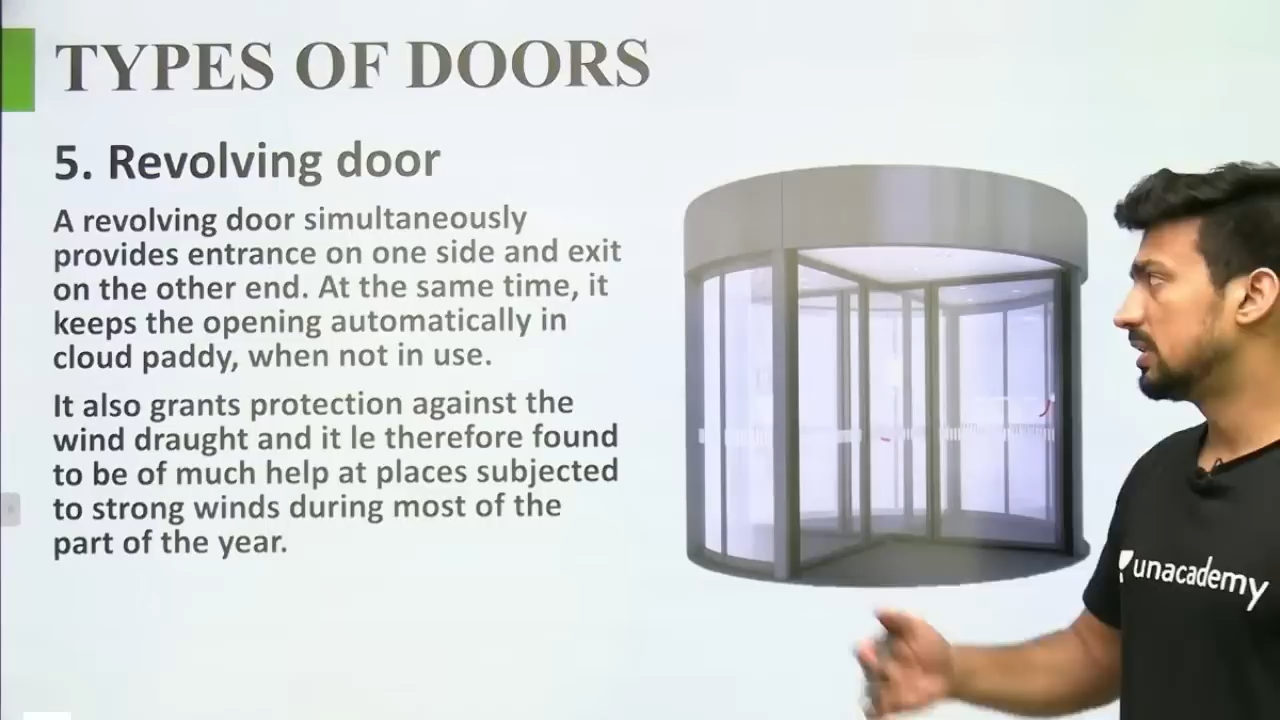 TYPES OF DOORS
5. Revolving door
A revolving door simultaneously
provides entrance on one side and exit
on the other end. At the same time, it
keeps the opening automatically in
cloud paddy, when not in use.
It also grants protection against the
wind draught and it le therefore found
to be of much help at places subjected
to strong winds during most of the
part of the year.
unacademy